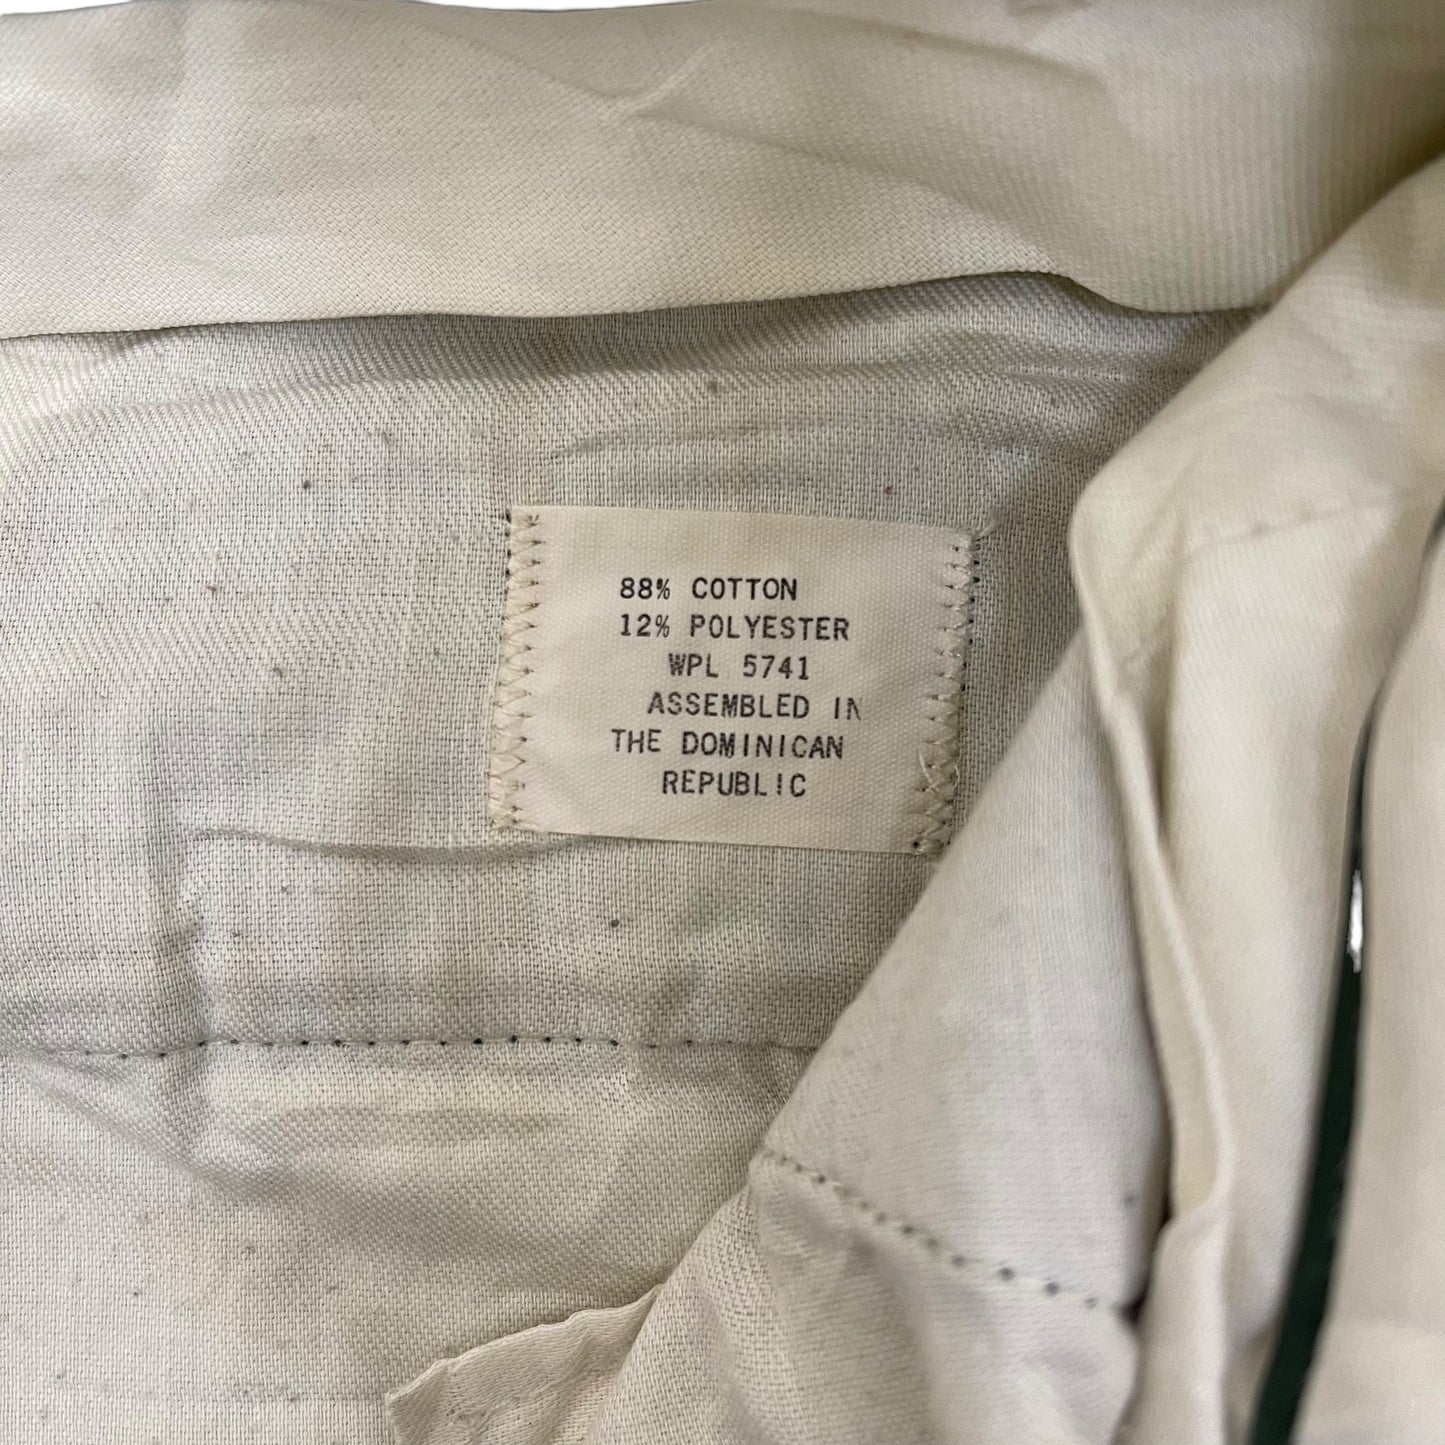 88% COTTON
12% POLYESTER
WPL 5741
ASSEMBLED IN
THE DOMINICAN
REPUBLIC